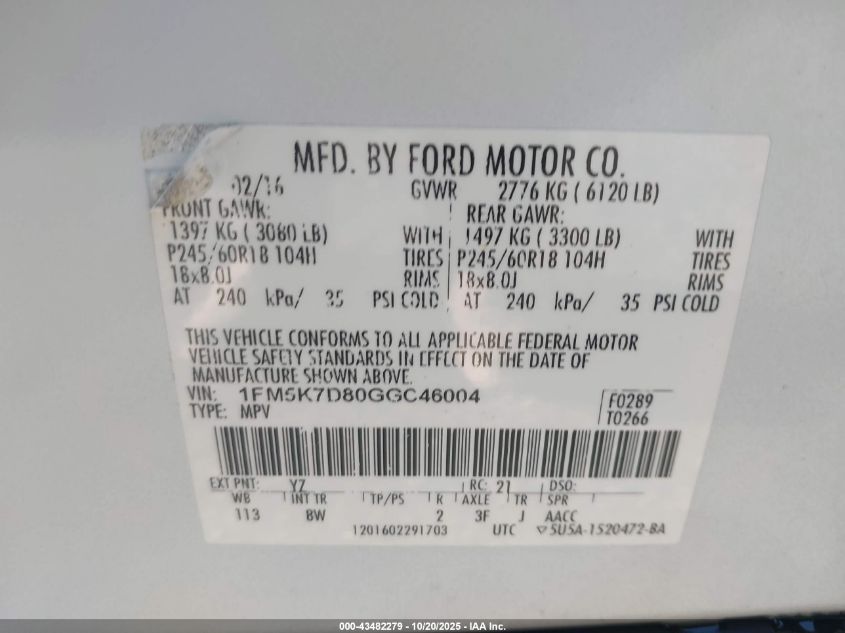 MFD. BY FORD MOTOR CO.
02/16 GVWR 2776 KG ( 6120 LB)
FRONT GAWR: REAR GAWR:
1397 KG ( 3080 LB) WITH 1497 KG ( 3300 LB) WITH
P245/60R18 104H TIRES P245/60R18 104H TIRES
18x8.0J RIMS 18x8.0J RIMS
AT 240 kPa/ 35 PSI COLD AT 240 kPa/ 35 PSI COLD
THIS VEHICLE CONFORMS TO ALL APPLICABLE FEDERAL MOTOR
VEHICLE SAFETY STANDARDS IN EFFECT ON THE DATE OF
MANUFACTURE SHOWN ABOVE.
VIN: 1FM5K7D80GGC46004 F0289
TYPE: MPV T0266
EXT PNT: YZ RC: 21 DSO:
WB INT TR TP/PS R AXLE TR SPR
113 8W 2 3F J AACC
1201602291703 UTC ▽5U5A-1520472-BA
000-43482279 - 10/20/2025 - IAA Inc.